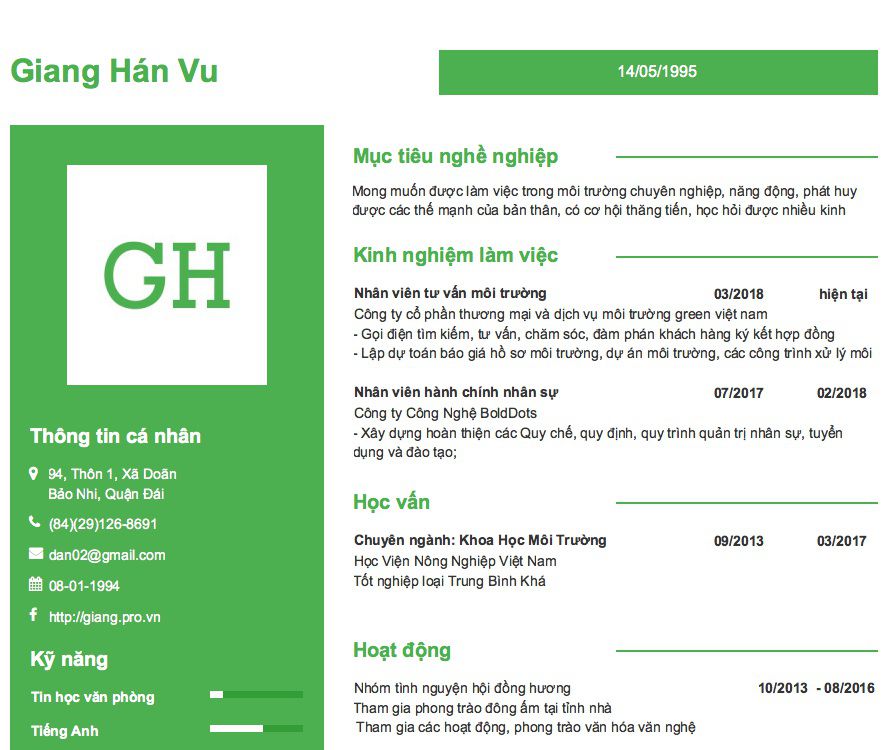 Giang Hán Vu
14/05/1995
GH
Thông tin cá nhân
94, Thôn 1, Xã Doãn
Bảo Nhi, Quận Đái
(84)(29)126-8691
dan02@gmail.com
08-01-1994
http://giang.pro.vn
Kỹ năng
Tin học văn phòng
Tiếng Anh
Mục tiêu nghề nghiệp
Mong muốn được làm việc trong môi trường chuyên nghiệp, năng động, phát huy
được các thế mạnh của bản thân, có cơ hội thăng tiến, học hỏi được nhiều kinh
Kinh nghiệm làm việc
Nhân viên tư vấn môi trường 03/2018 hiện tại
Công ty cổ phần thương mại và dịch vụ môi trường green việt nam
- Gọi điện tìm kiếm, tư vấn, chăm sóc, đàm phán khách hàng ký kết hợp đồng
- Lập dự toán báo giá hồ sơ môi trường, dự án môi trường, các công trình xử lý môi
Nhân viên hành chính nhân sự 07/2017 02/2018
Công ty Công Nghệ BoldDots
- Xây dựng hoàn thiện các Quy chế, quy định, quy trình quản trị nhân sự, tuyển
dụng và đào tạo;
Học vấn
Chuyên ngành: Khoa Học Môi Trường 09/2013 03/2017
Học Viện Nông Nghiệp Việt Nam
Tốt nghiệp loại Trung Bình Khá
Hoạt động
Nhóm tình nguyện hội đồng hương 10/2013 - 08/2016
Tham gia phong trào đông ấm tại tỉnh nhà
Tham gia các hoạt động, phong trào văn hóa văn nghệ